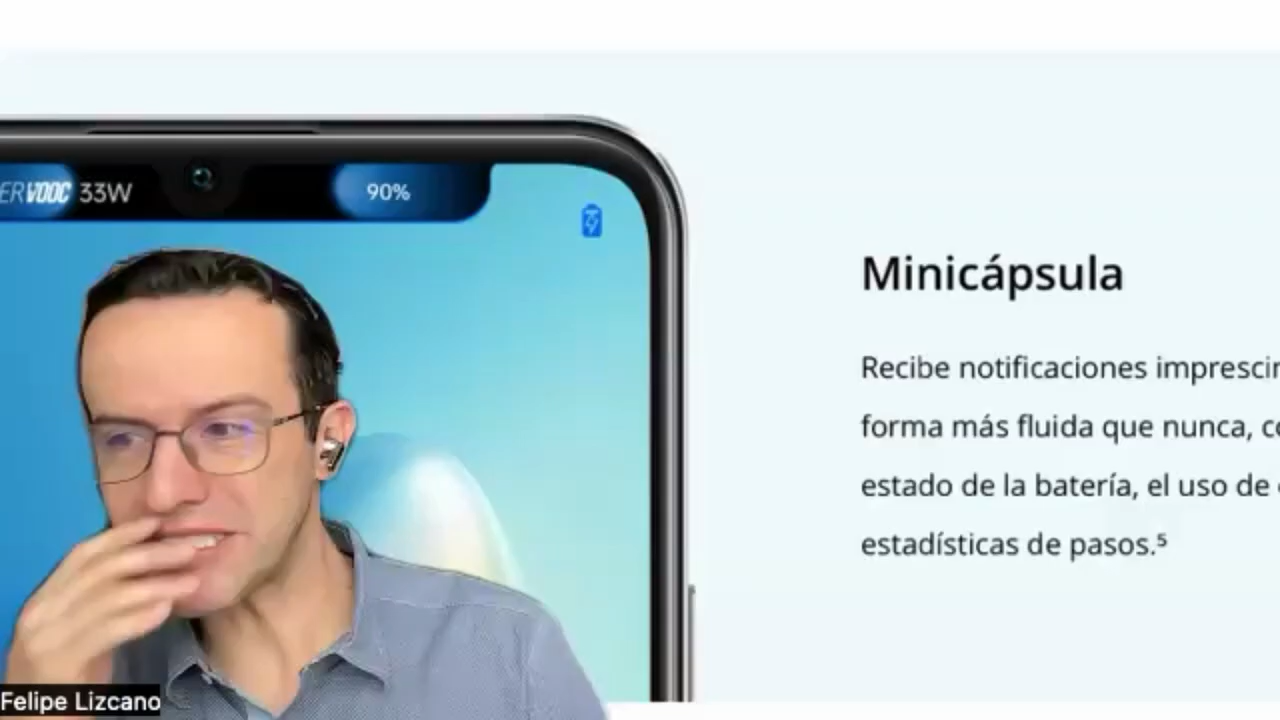 ERVOOC 33W
90%
Minicápsula
Recibe notificaciones
forma más fluida que nunca,
estado de la batería, el uso de
estadísticas de pasos.⁵
Felipe Lizcano